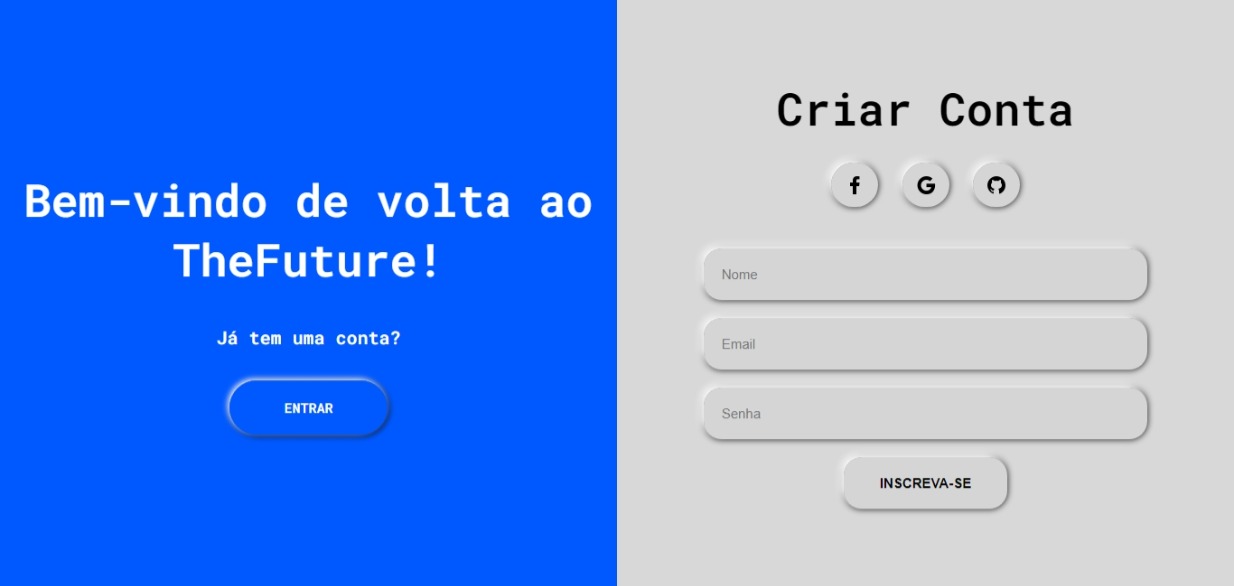 Bem-vindo de volta ao
TheFuture!
Já tem uma conta?
ENTRAR
Criar Conta
Nome
Email
Senha
INSCREVA-SE